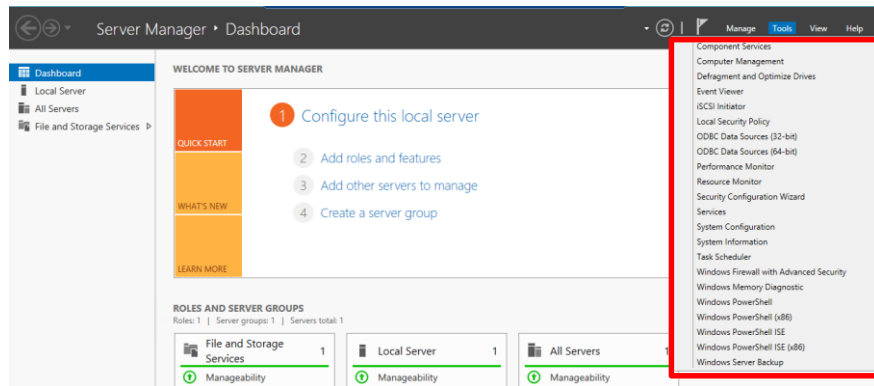 Server Manager • Dashboard
Manage Tools View Help
Dashboard
Local Server
All Servers
File and Storage Services
WELCOME TO SERVER MANAGER
QUICK START
WHAT'S NEW
LEARN MORE
1 Configure this local server
2 Add roles and features
3 Add other servers to manage
4 Create a server group
ROLES AND SERVER GROUPS
Roles: 1 | Server groups: 1 | Servers total: 1
File and Storage
Services
1
Manageability
Local Server 1
Manageability
All Servers 1
Manageability
Component Services
Computer Management
Defragment and Optimize Drives
Event Viewer
iSCSI Initiator
Local Security Policy
ODBC Data Sources (32-bit)
ODBC Data Sources (64-bit)
Performance Monitor
Resource Monitor
Security Configuration Wizard
Services
System Configuration
System Information
Task Scheduler
Windows Firewall with Advanced Security
Windows Memory Diagnostic
Windows PowerShell
Windows PowerShell (x86)
Windows PowerShell ISE
Windows PowerShell ISE (x86)
Windows Server Backup